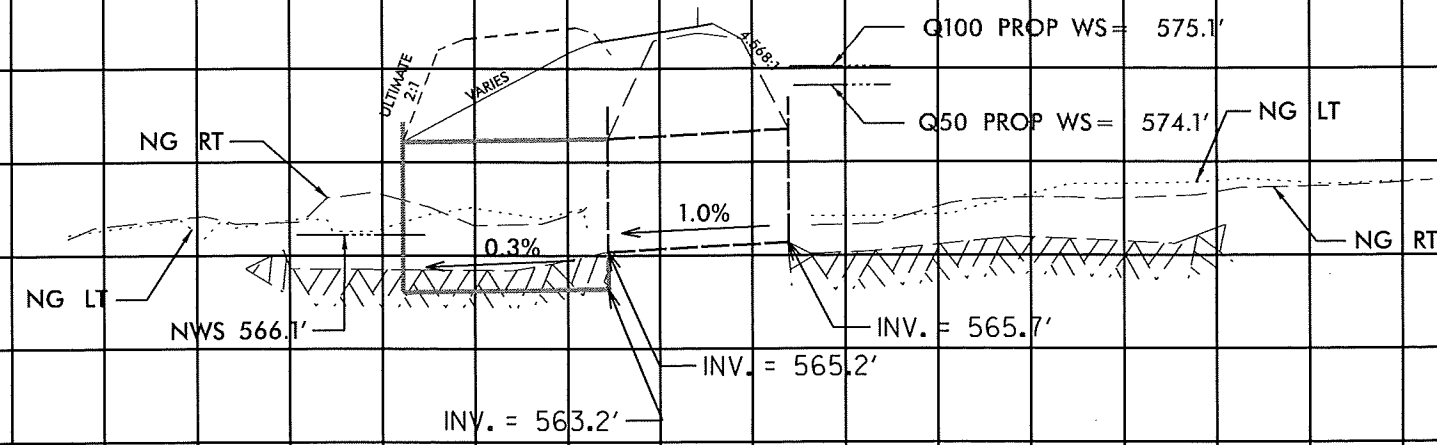 Q100 PROP WS= 575.1'
ULTIMATE
2:1
VARIES
4.568:1
Q50 PROP WS= 574.1'
NG LT
NG RT
1.0%
0.3%
NG RT
NG LT
NWS 566.1'
INV. = 565.7'
INV. = 565.2'
INV. = 563.2'